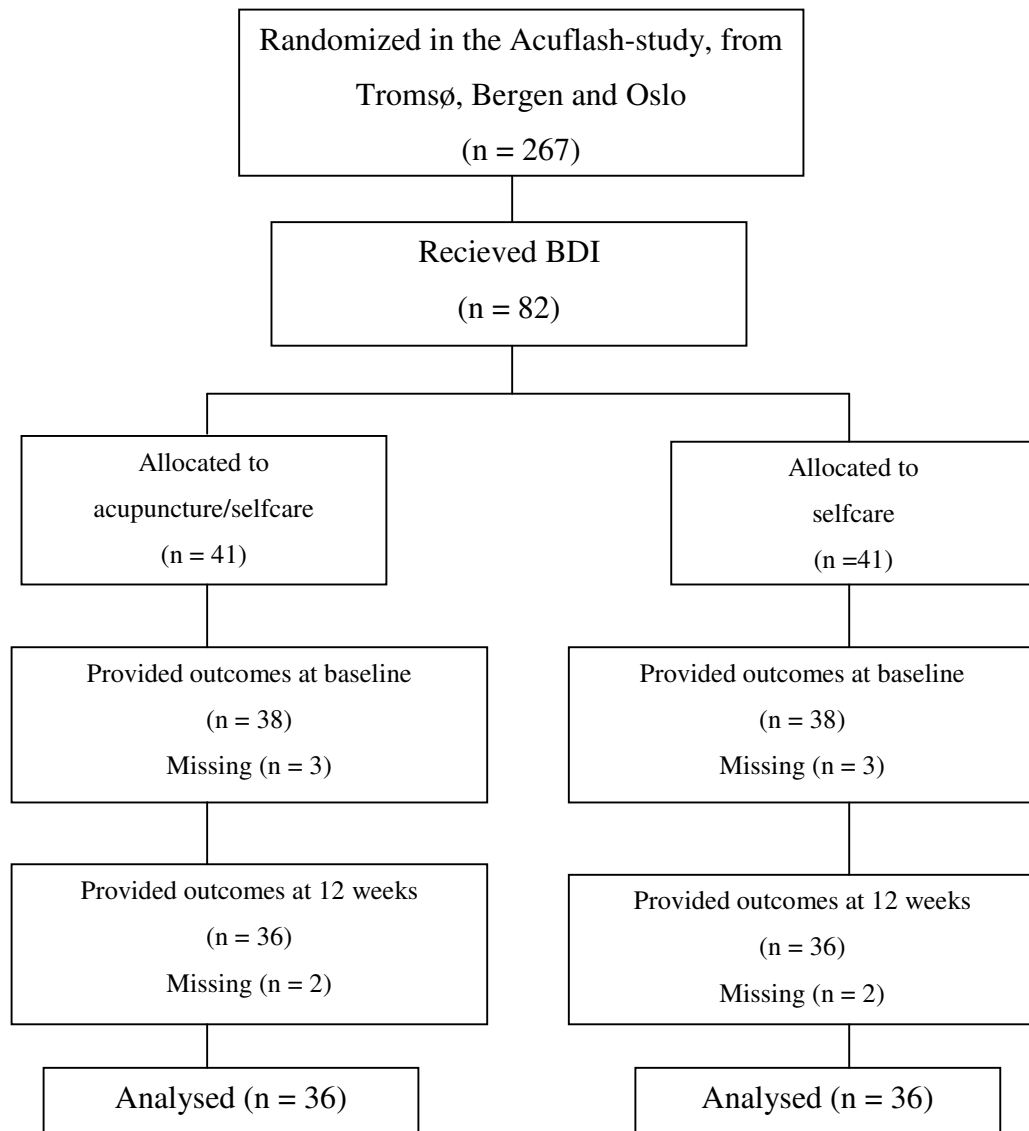 Randomized in the Acuflash-study, from
Tromsø, Bergen and Oslo
(n = 267)
Recieved BDI
(n = 82)
Allocated to
acupuncture/selfcare
(n = 41)
Allocated to
selfcare
(n =41)
Provided outcomes at baseline
(n = 38)
Missing (n = 3)
Provided outcomes at baseline
(n = 38)
Missing (n = 3)
Provided outcomes at 12 weeks
(n = 36)
Missing (n = 2)
Provided outcomes at 12 weeks
(n = 36)
Missing (n = 2)
Analysed (n = 36)
Analysed (n = 36)